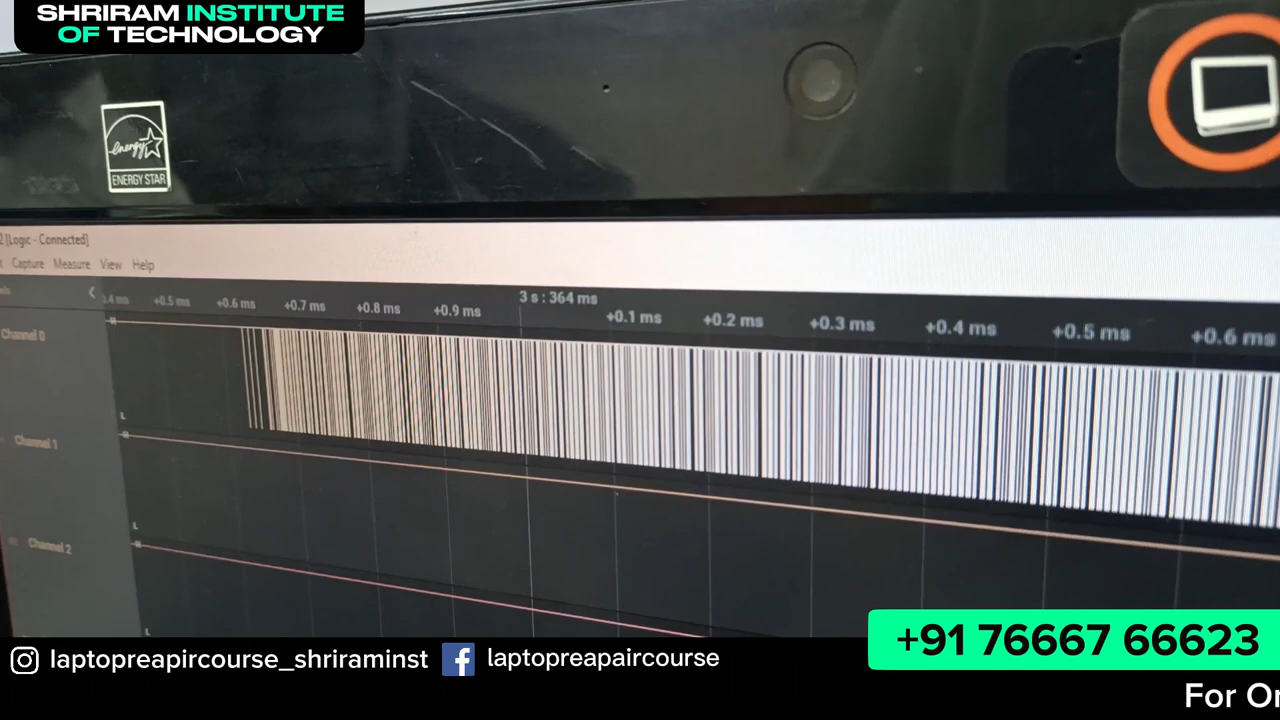 SHRIRAM INSTITUTE
OF TECHNOLOGY
energy
ENERGY STAR
[Logic - Connected]
Capture Measure View Help
+0.5 ms +0.6 ms +0.7 ms +0.8 ms +0.9 ms 3 s : 364 ms +0.1 ms +0.2 ms +0.3 ms +0.4 ms +0.5 ms +0.6 ms
Channel 0
Channel 1
Channel 2
+91 76667 66623
laptopreapircourse_shriraminst laptopreapaircourse
For On